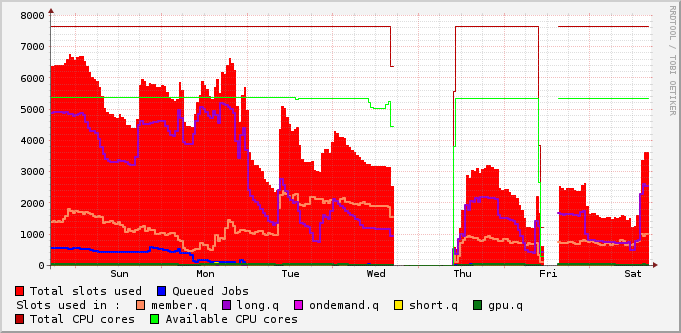 8000
7000
6000
5000
4000
3000
2000
1000
0
Sun Mon Tue Wed Thu Fri Sat
RRDTOOL / TOBI OETIKER
Total slots used Queued Jobs
Slots used in : member.q long.q ondemand.q short.q gpu.q
Total CPU cores Available CPU cores